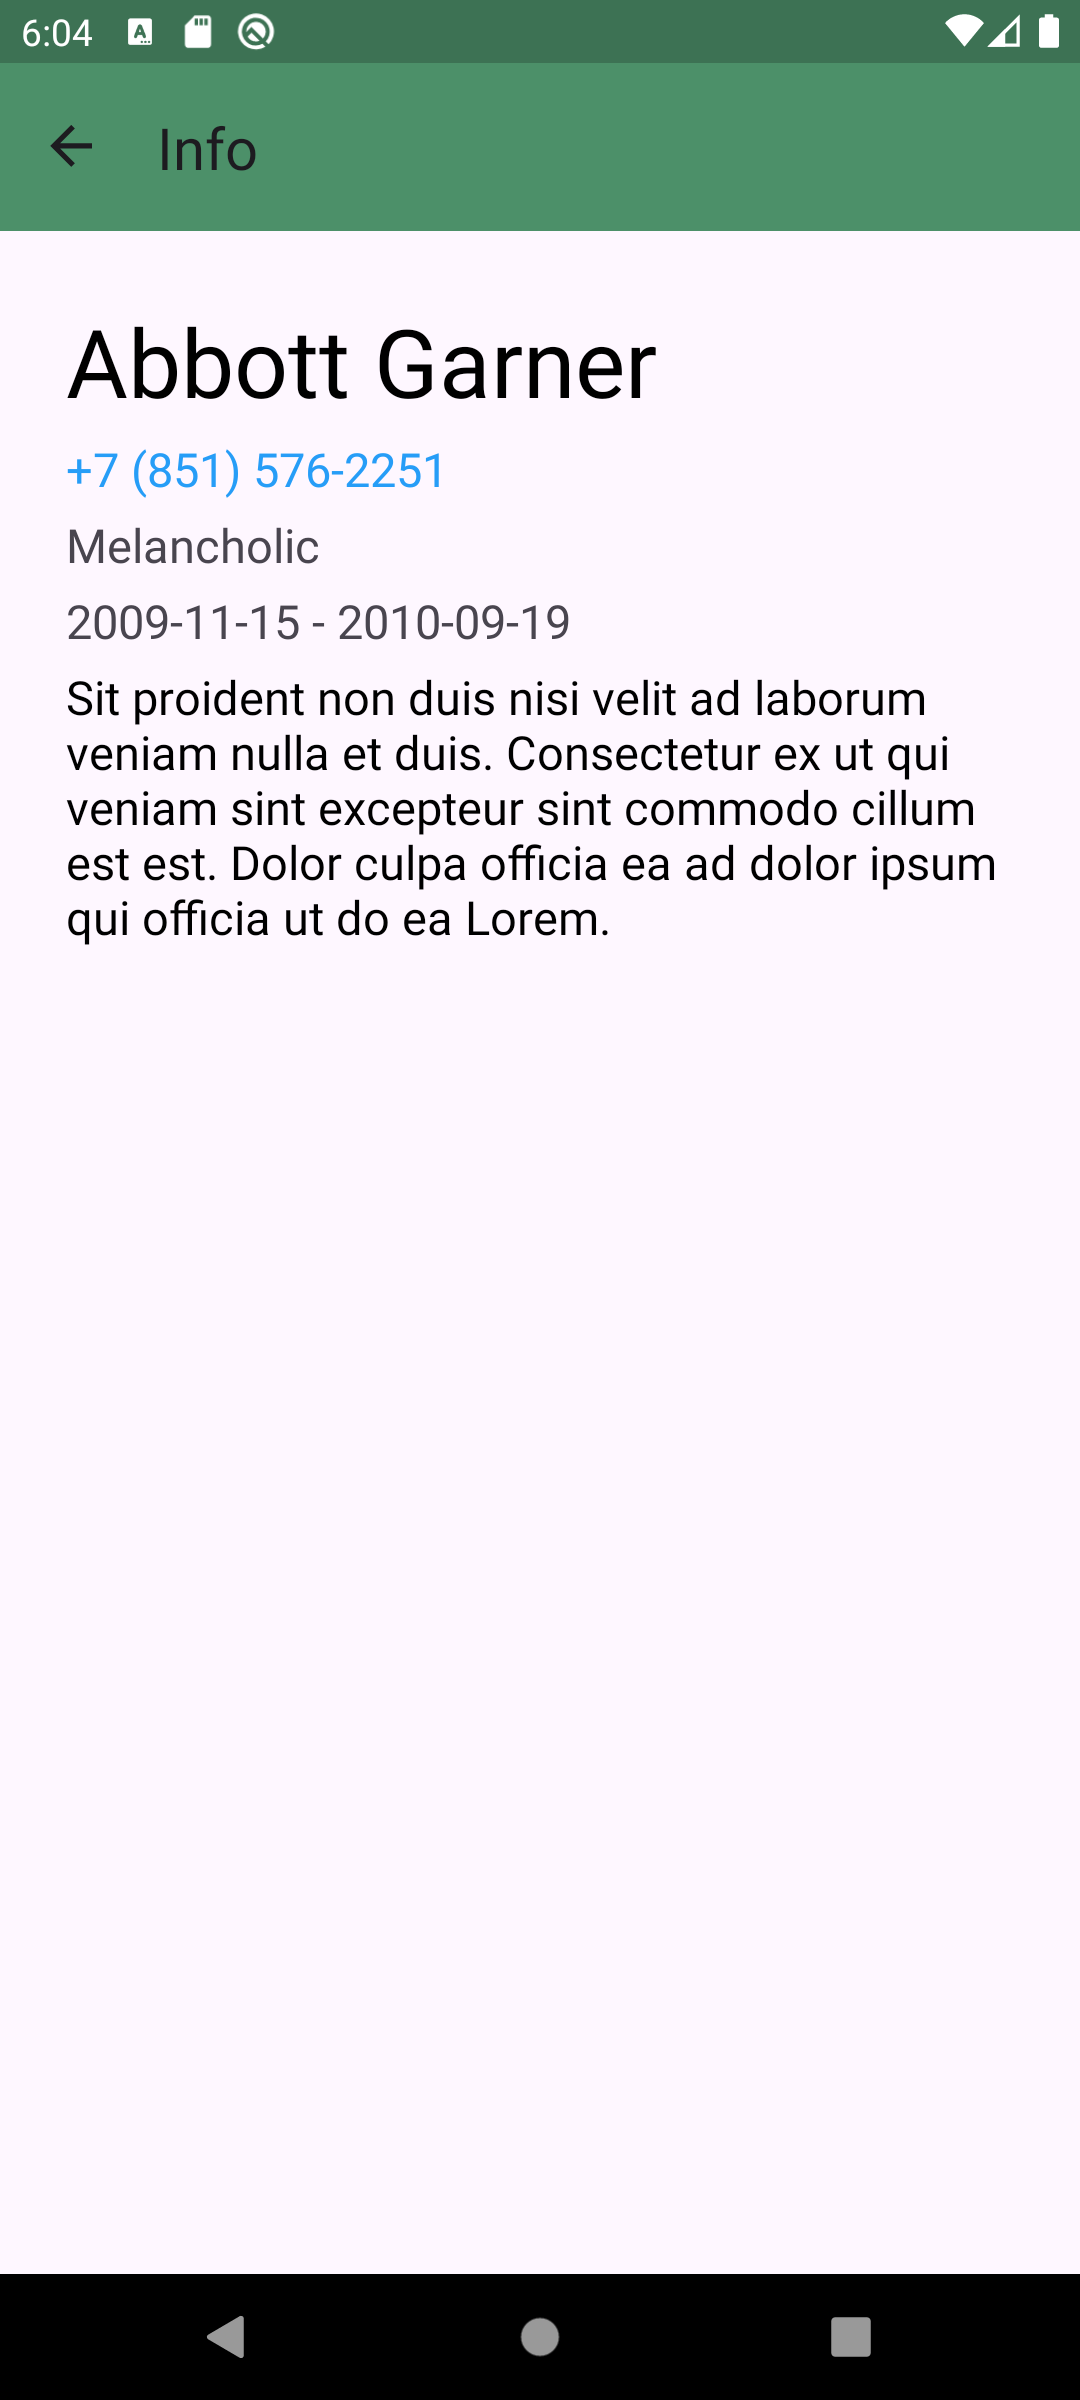 6:04
Info
Abbott Garner
+7 (851) 576-2251
Melancholic
2009-11-15 - 2010-09-19
Sit proident non duis nisi velit ad laborum
veniam nulla et duis. Consectetur ex ut qui
veniam sint excepteur sint commodo cillum
est est. Dolor culpa officia ea ad dolor ipsum
qui officia ut do ea Lorem.